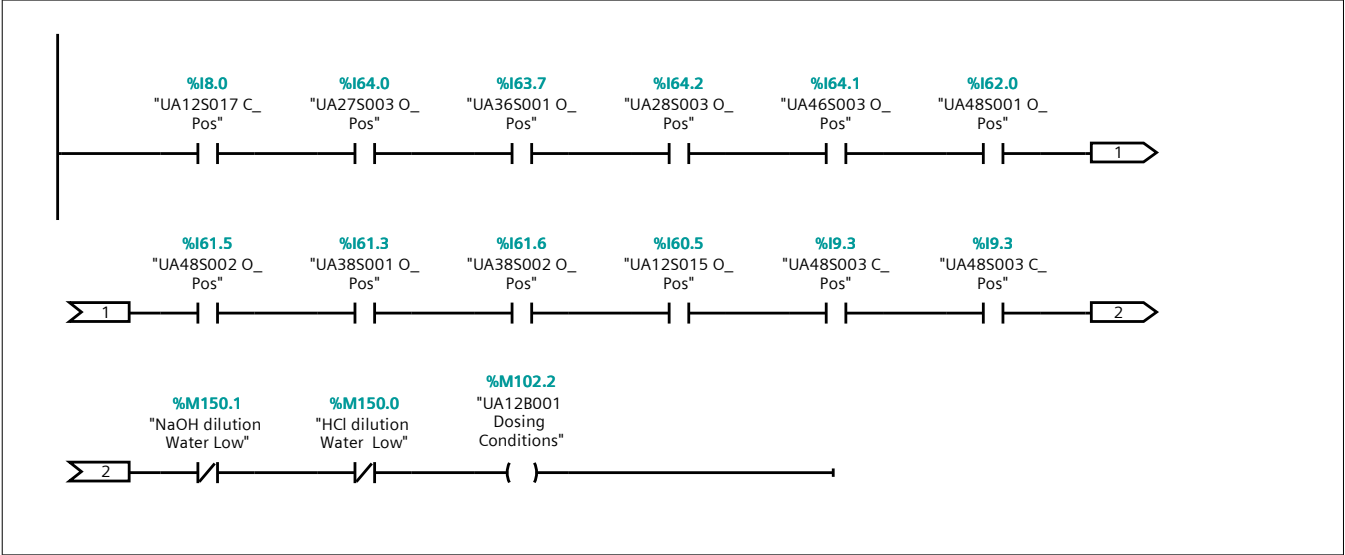 %I8.0 %I64.0 %I63.7 %I64.2 %I64.1 %I62.0
"UA12S017 C_ "UA27S003 O_ "UA36S001 O_ "UA28S003 O_ "UA46S003 O_ "UA48S001 O_
Pos" Pos" Pos" Pos" Pos" Pos"
1
%I61.5 %I61.3 %I61.6 %I60.5 %I9.3 %I9.3
"UA48S002 O_ "UA38S001 O_ "UA38S002 O_ "UA12S015 O_ "UA48S003 C_ "UA48S003 C_
Pos" Pos" Pos" Pos" Pos" Pos"
1 2
%M102.2
%M150.1 %M150.0 "UA12B001
"NaOH dilution "HCl dilution Dosing
Water Low" Water  Low" Conditions"
2